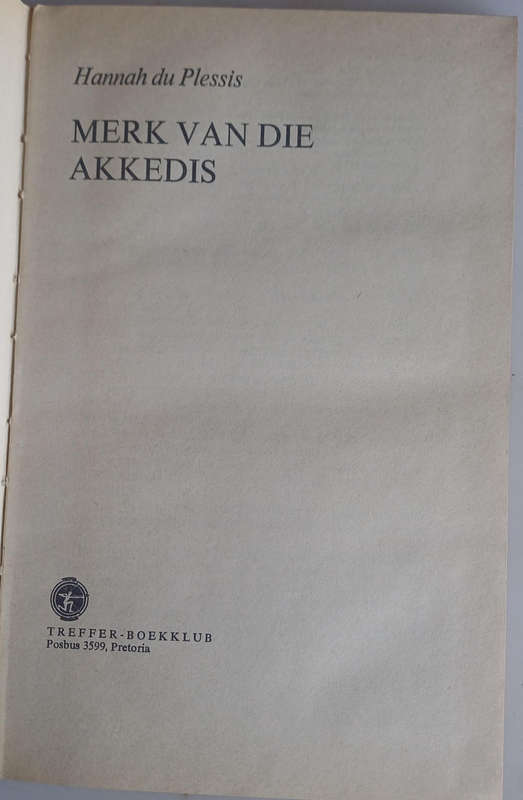 Hannah du Plessis
MERK VAN DIE
AKKEDIS
TREFFER-BOEKKLUB
Posbus 3599, Pretoria